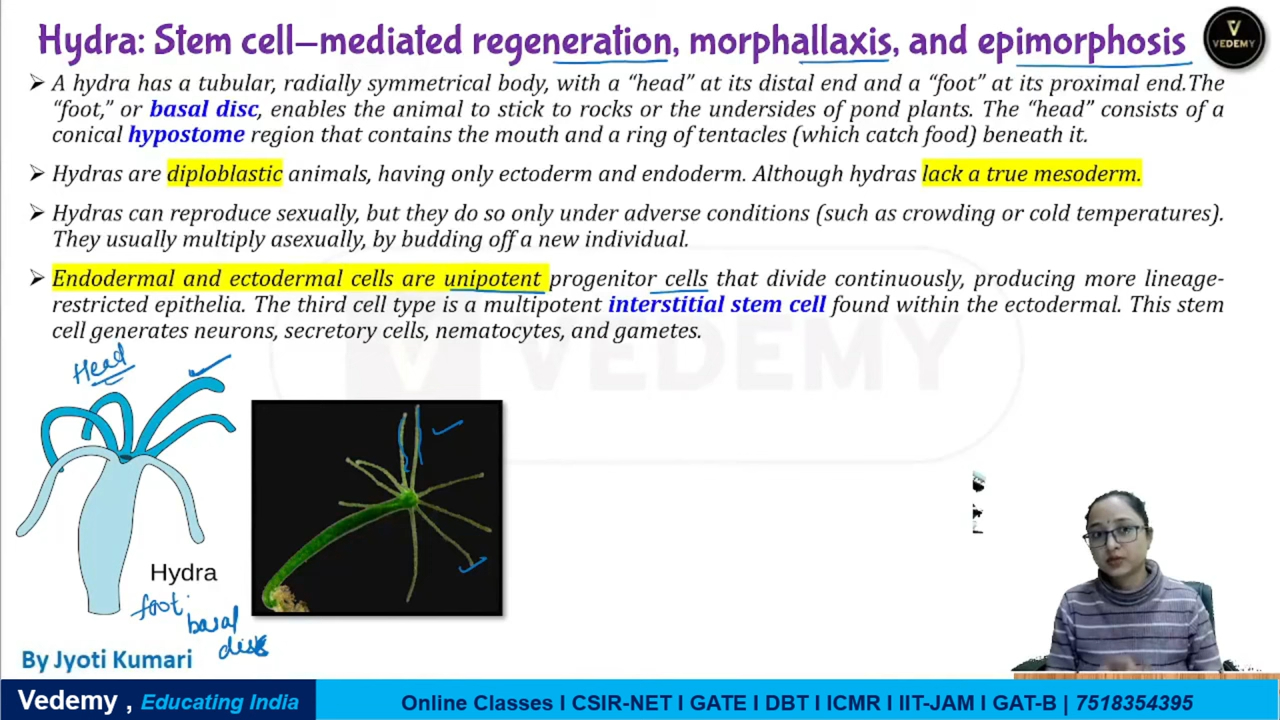 Hydra: Stem cell–mediated regeneration, morphallaxis, and epimorphosis
VEDEMY
➢ A hydra has a tubular, radially symmetrical body, with a “head” at its distal end and a “foot” at its proximal end.The
“foot,” or basal disc, enables the animal to stick to rocks or the undersides of pond plants. The “head” consists of a
conical hypostome region that contains the mouth and a ring of tentacles (which catch food) beneath it.
➢ Hydras are diploblastic animals, having only ectoderm and endoderm. Although hydras lack a true mesoderm.
➢ Hydras can reproduce sexually, but they do so only under adverse conditions (such as crowding or cold temperatures).
They usually multiply asexually, by budding off a new individual.
➢ Endodermal and ectodermal cells are unipotent progenitor cells that divide continuously, producing more lineage-
restricted epithelia. The third cell type is a multipotent interstitial stem cell found within the ectodermal. This stem
cell generates neurons, secretory cells, nematocytes, and gametes.
VEDEMY
Head
Hydra
foot
basal
disk
By Jyoti Kumari
Vedemy , Educating India
Online Classes I CSIR-NET I GATE I DBT I ICMR I IIT-JAM I GAT-B | 7518354395